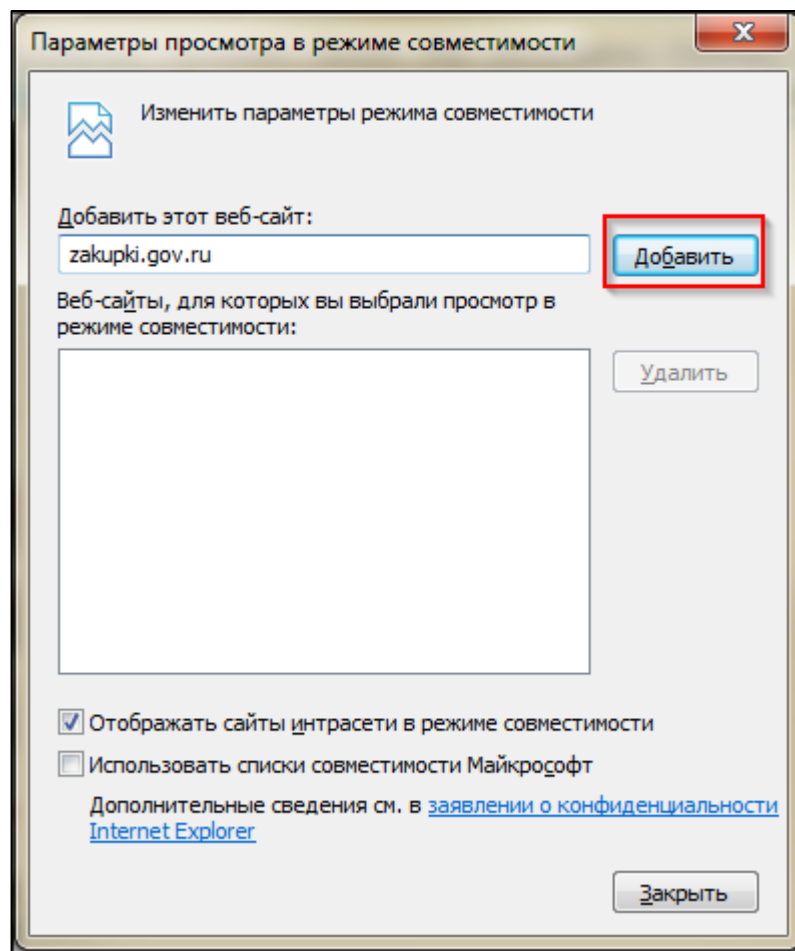 Параметры просмотра в режиме совместимости
Изменить параметры режима совместимости
Добавить этот веб-сайт:
zakupki.gov.ru
Добавить
Веб-сайты, для которых вы выбрали просмотр в
режиме совместимости:
Удалить
Отображать сайты интрасети в режиме совместимости
Использовать списки совместимости Майкрософт
Дополнительные сведения см. в заявлении о конфиденциальности
Internet Explorer
Закрыть